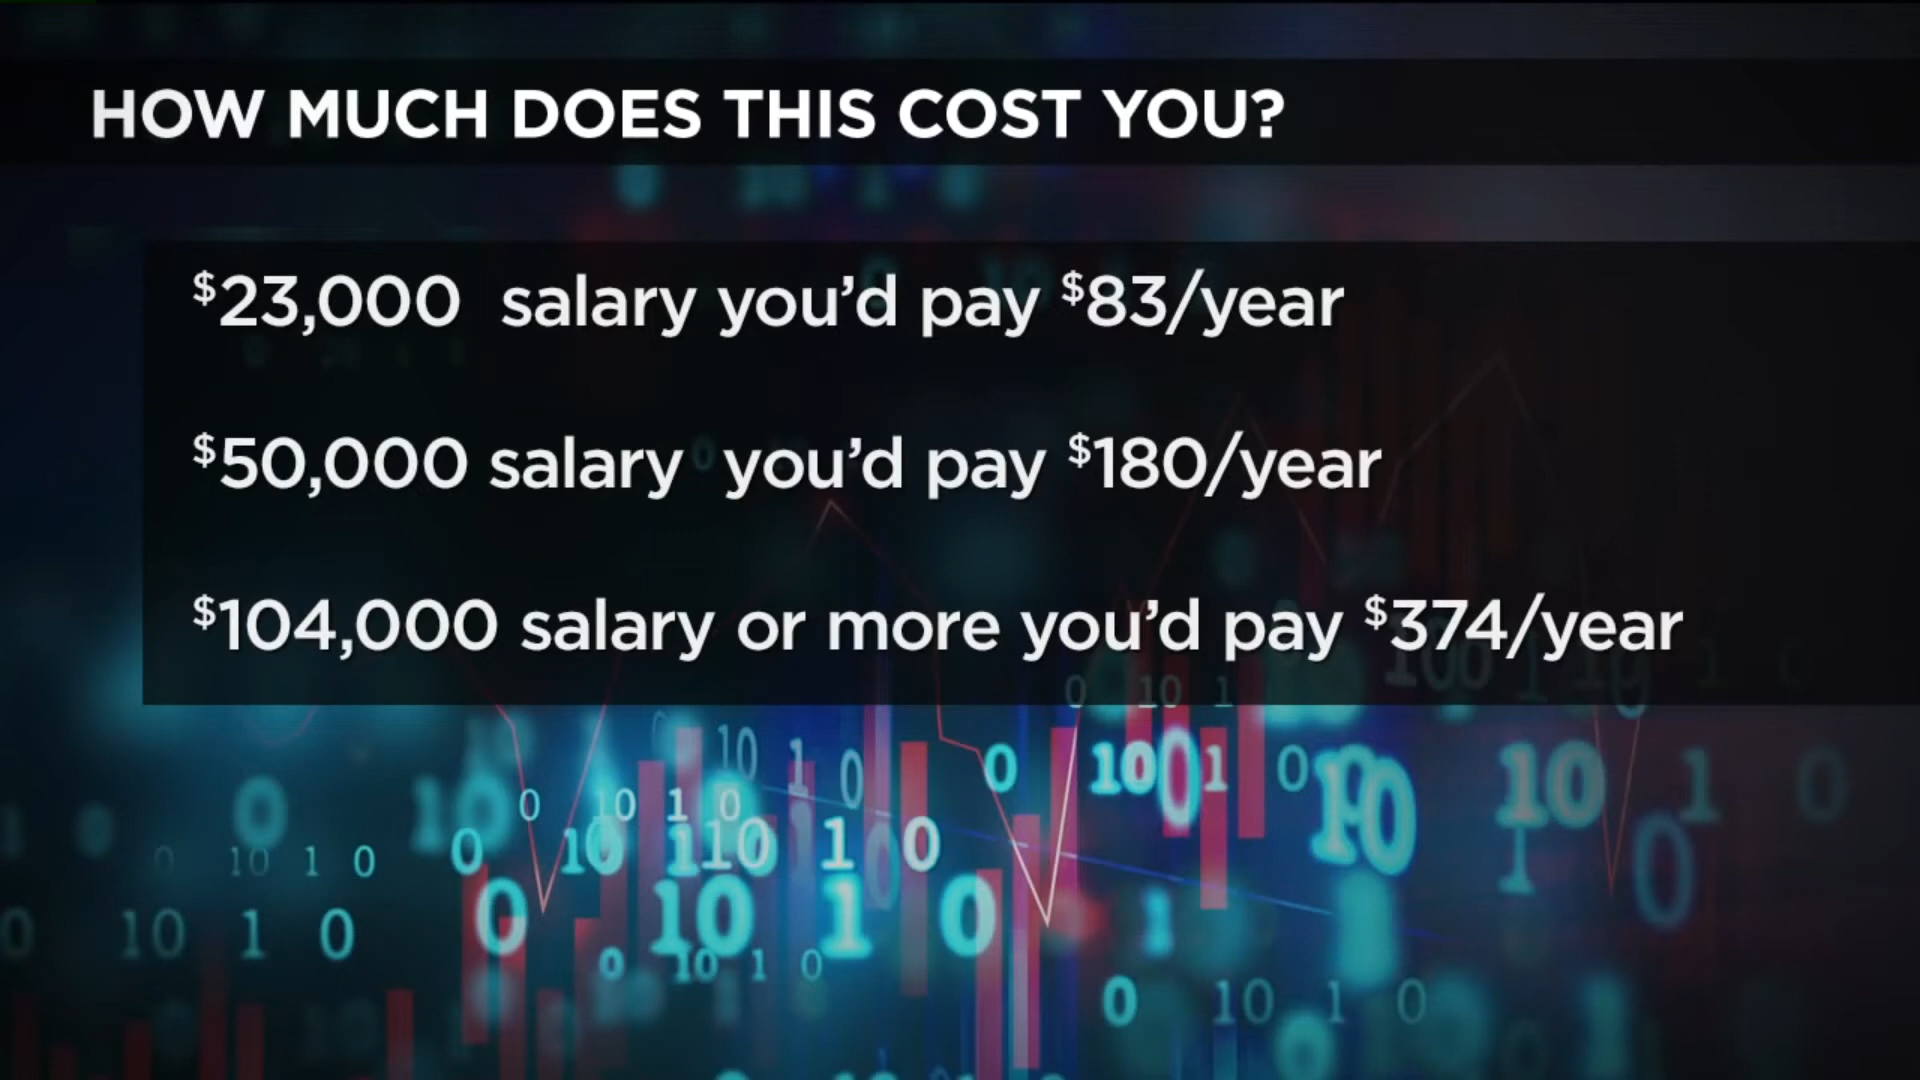 HOW MUCH DOES THIS COST YOU?
$23,000 salary you'd pay $83/year
$50,000 salary you'd pay $180/year
$104,000 salary or more you'd pay $374/year